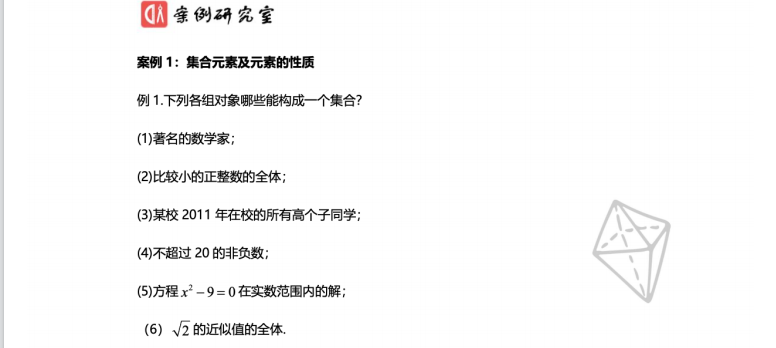 案例研究室
案例 1：集合元素及元素的性质
例 1.下列各组对象哪些能构成一个集合？
(1)著名的数学家；
(2)比较小的正整数的全体；
(3)某校 2011 年在校的所有高个子同学；
(4)不超过 20 的非负数；
(5)方程 x² − 9 = 0 在实数范围内的解；
（6）√2 的近似值的全体.